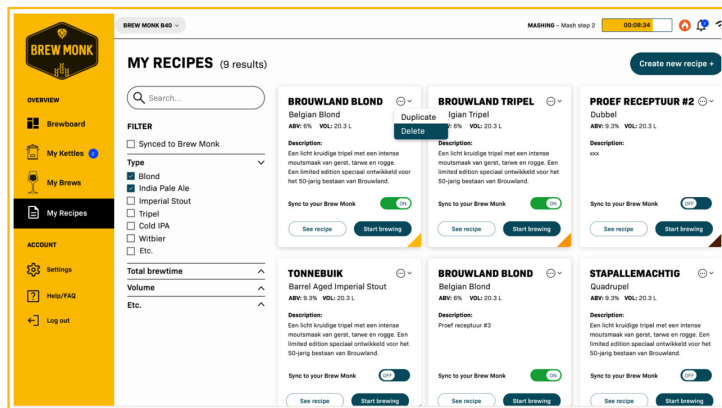 BREW MONK
OVERVIEW
Brewboard
My Kettles 2
My Brews
My Recipes
ACCOUNT
Settings
Help/FAQ
Log out
BREW MONK B40
MASHING – Mash step 2
00:08:34
MY RECIPES (9 results)
Create new recipe +
Search...
FILTER
Synced to Brew Monk
Type
Blond
India Pale Ale
Imperial Stout
Tripel
Cold IPA
Witbier
Etc.
Total brewtime
Volume
Etc.
BROUWLAND BLOND
Belgian Blond
ABV: 6% VOL: 20.3 L
Description:
Een licht kruidige tripel met een intense
moutsmaak van gerst, tarwe en rogge.
Een limited edition speciaal ontwikkeld voor
het 50-jarig bestaan van Brouwland.
Sync to your Brew Monk ON
See recipe Start brewing
Duplicate
Delete
BROUWLAND TRIPEL
lgian Tripel
6% VOL: 20.3 L
Description:
Een licht kruidige tripel met een intense
moutsmaak van gerst, tarwe en rogge. Een
limited edition speciaal ontwikkeld voor het
50-jarig bestaan van Brouwland.
Sync to your Brew Monk ON
See recipe Start brewing
PROEF RECEPTUUR #2
Dubbel
ABV: 9.3% VOL: 20.3 L
Description:
xxx
Sync to your Brew Monk OFF
See recipe Start brewing
TONNEBUIK
Barrel Aged Imperial Stout
ABV: 9.3% VOL: 20.3 L
Description:
Een licht kruidige tripel met een intense
moutsmaak van gerst, tarwe en rogge. Een
limited edition speciaal ontwikkeld voor het
50-jarig bestaan van Brouwland.
Sync to your Brew Monk OFF
See recipe Start brewing
BROUWLAND BLOND
Belgian Blond
ABV: 6% VOL: 20.3 L
Description:
Proef receptuur #3
Sync to your Brew Monk ON
See recipe Start brewing
STAPALLEMACHTIG
Quadrupel
ABV: 9.3% VOL: 20.3 L
Description:
Een licht kruidige tripel met een intense
moutsmaak van gerst, tarwe en rogge. Een
limited edition speciaal ontwikkeld voor het
50-jarig bestaan van Brouwland.
Sync to your Brew Monk OFF
See recipe Start brewing